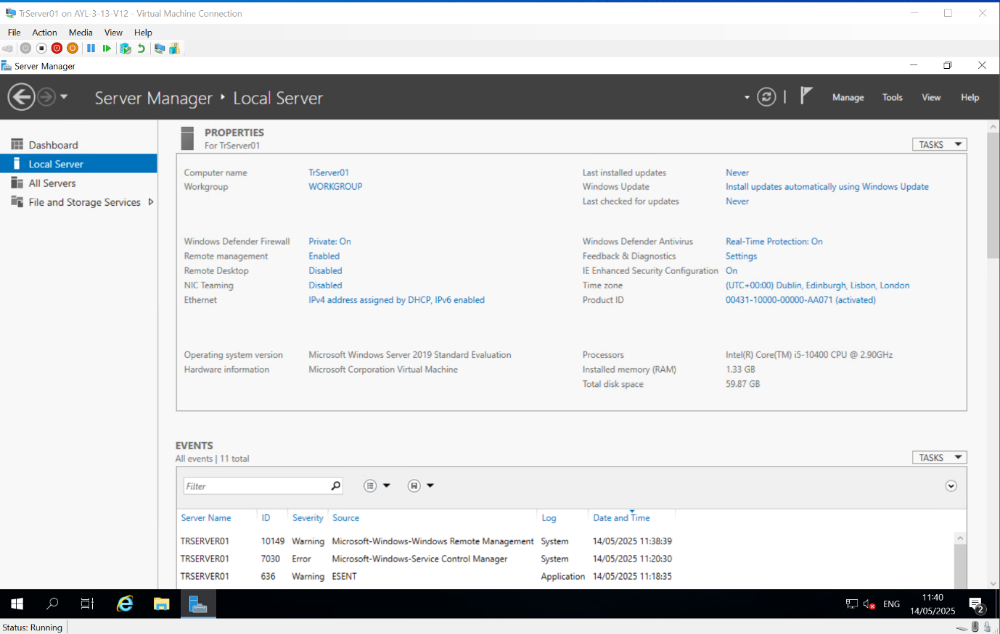 TrServer01 on AYL-3-13-V12 - Virtual Machine Connection
File Action Media View Help
Server Manager
Server Manager ‣ Local Server
Manage Tools View Help
Dashboard
Local Server
All Servers
File and Storage Services
PROPERTIES
For TrServer01
TASKS
Computer name TrServer01
Workgroup WORKGROUP
Last installed updates Never
Windows Update Install updates automatically using Windows Update
Last checked for updates Never
Windows Defender Firewall Private: On
Remote management Enabled
Remote Desktop Disabled
NIC Teaming Disabled
Ethernet IPv4 address assigned by DHCP, IPv6 enabled
Windows Defender Antivirus Real-Time Protection: On
Feedback & Diagnostics Settings
IE Enhanced Security Configuration On
Time zone (UTC+00:00) Dublin, Edinburgh, Lisbon, London
Product ID 00431-10000-00000-AA071 (activated)
Operating system version Microsoft Windows Server 2019 Standard Evaluation
Hardware information Microsoft Corporation Virtual Machine
Processors Intel(R) Core(TM) i5-10400 CPU @ 2.90GHz
Installed memory (RAM) 1.33 GB
Total disk space 59.87 GB
EVENTS
All events | 11 total
TASKS
Filter
Server Name ID Severity Source Log Date and Time
TRSERVER01 10149 Warning Microsoft-Windows-Windows Remote Management System 14/05/2025 11:38:39
TRSERVER01 7030 Error Microsoft-Windows-Service Control Manager System 14/05/2025 11:20:30
TRSERVER01 636 Warning ESENT Application 14/05/2025 11:18:35
ENG
11:40
14/05/2025
2
Status: Running